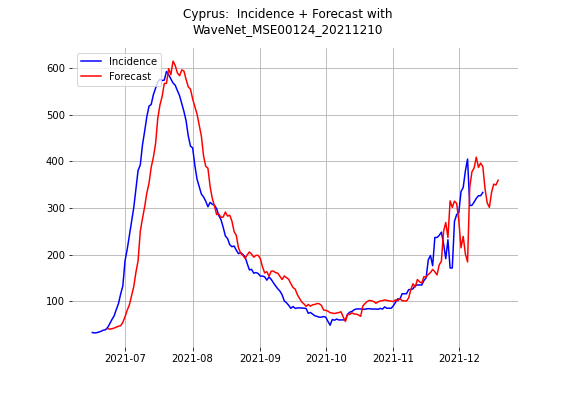 Cyprus:  Incidence + Forecast with
WaveNet_MSE00124_20211210
Incidence
Forecast
600
500
400
300
200
100
2021-07 2021-08 2021-09 2021-10 2021-11 2021-12